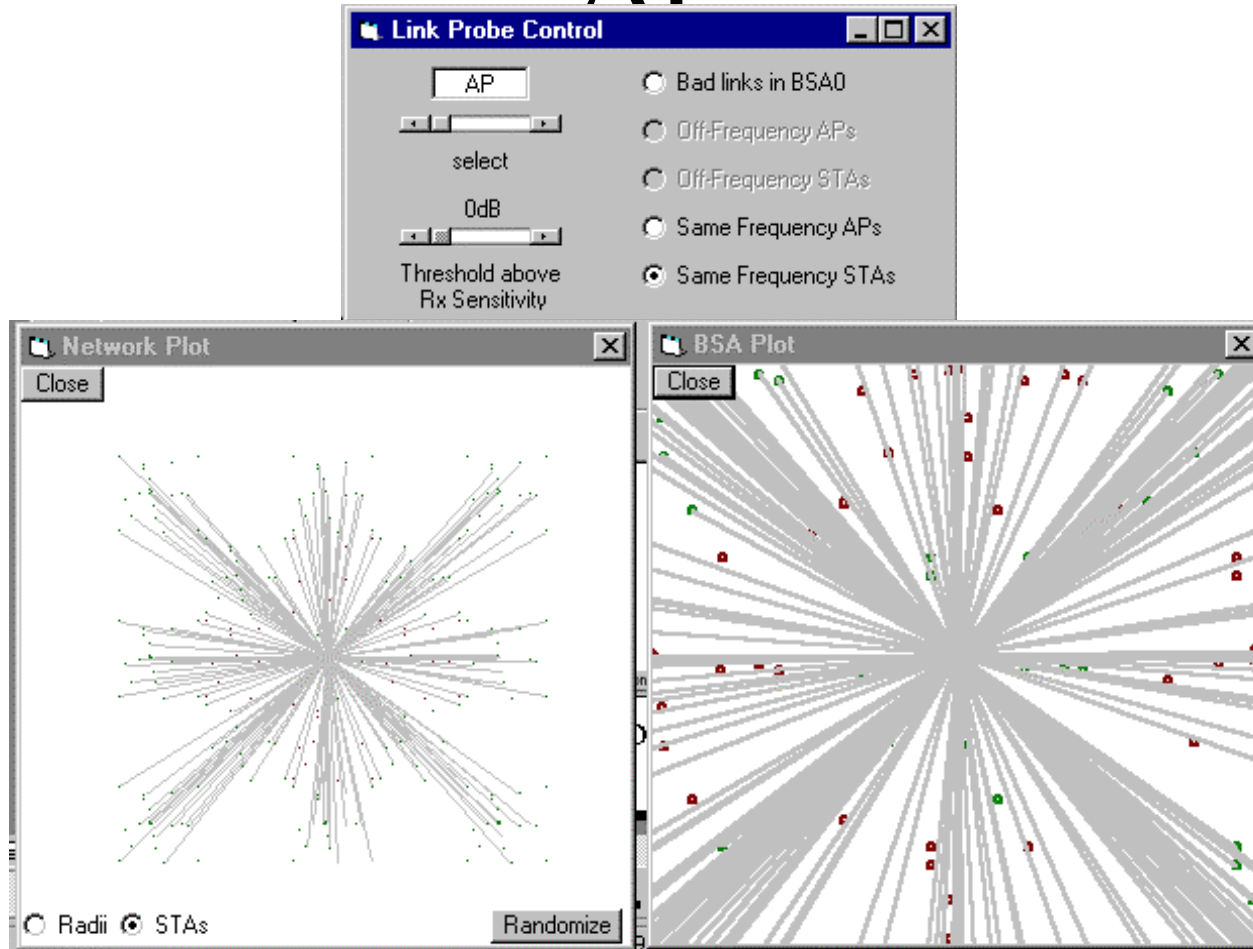 Link Probe Control
AP
select
0dB
Threshold above
Rx Sensitivity
Bad links in BSA0
Off-Frequency APs
Off-Frequency STAs
Same Frequency APs
Same Frequency STAs
Network Plot
Close
Radii
STAs
Randomize
BSA Plot
Close